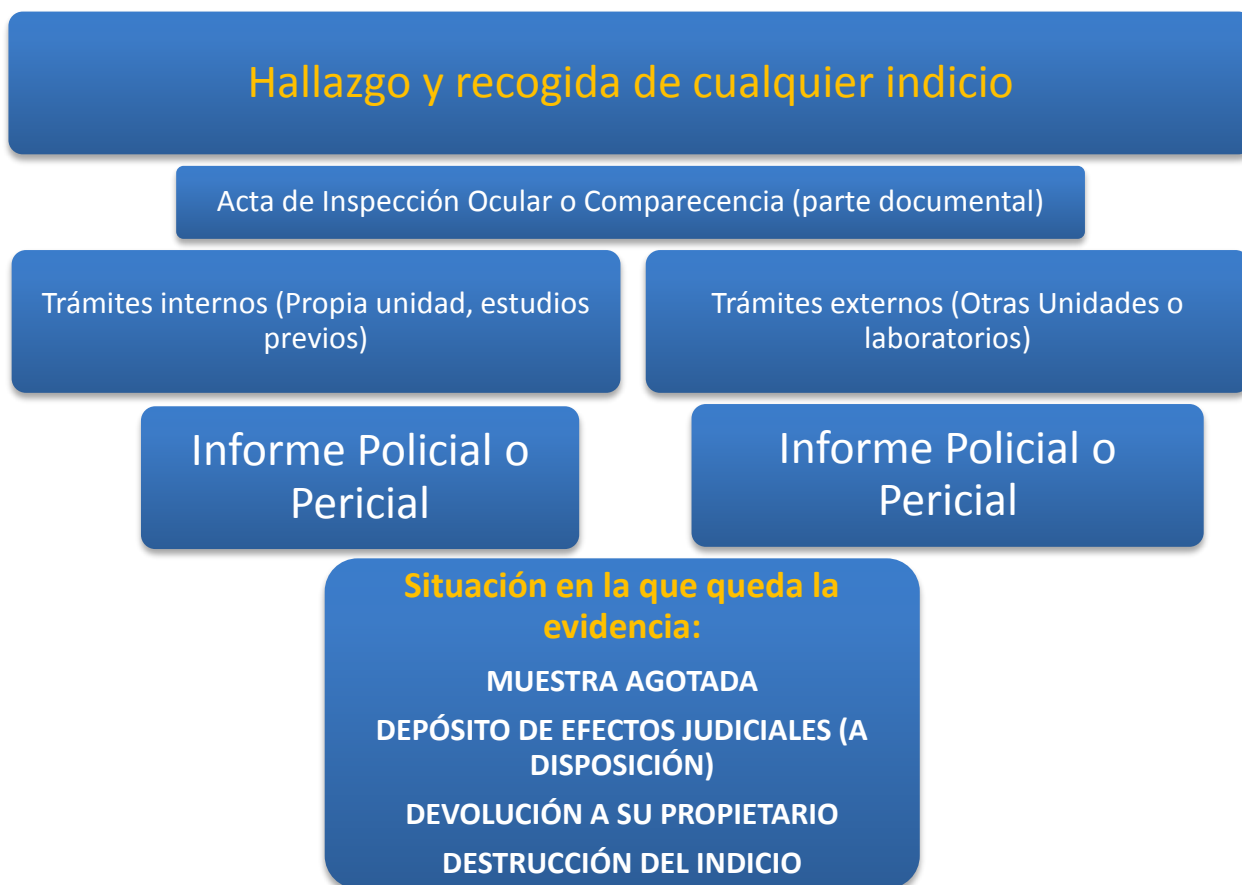 Hallazgo y recogida de cualquier indicio
Acta de Inspección Ocular o Comparecencia (parte documental)
Trámites internos (Propia unidad, estudios
previos)
Trámites externos (Otras Unidades o
laboratorios)
Informe Policial o
Pericial
Informe Policial o
Pericial
Situación en la que queda la
evidencia:
MUESTRA AGOTADA
DEPÓSITO DE EFECTOS JUDICIALES (A
DISPOSICIÓN)
DEVOLUCIÓN A SU PROPIETARIO
DESTRUCCIÓN DEL INDICIO